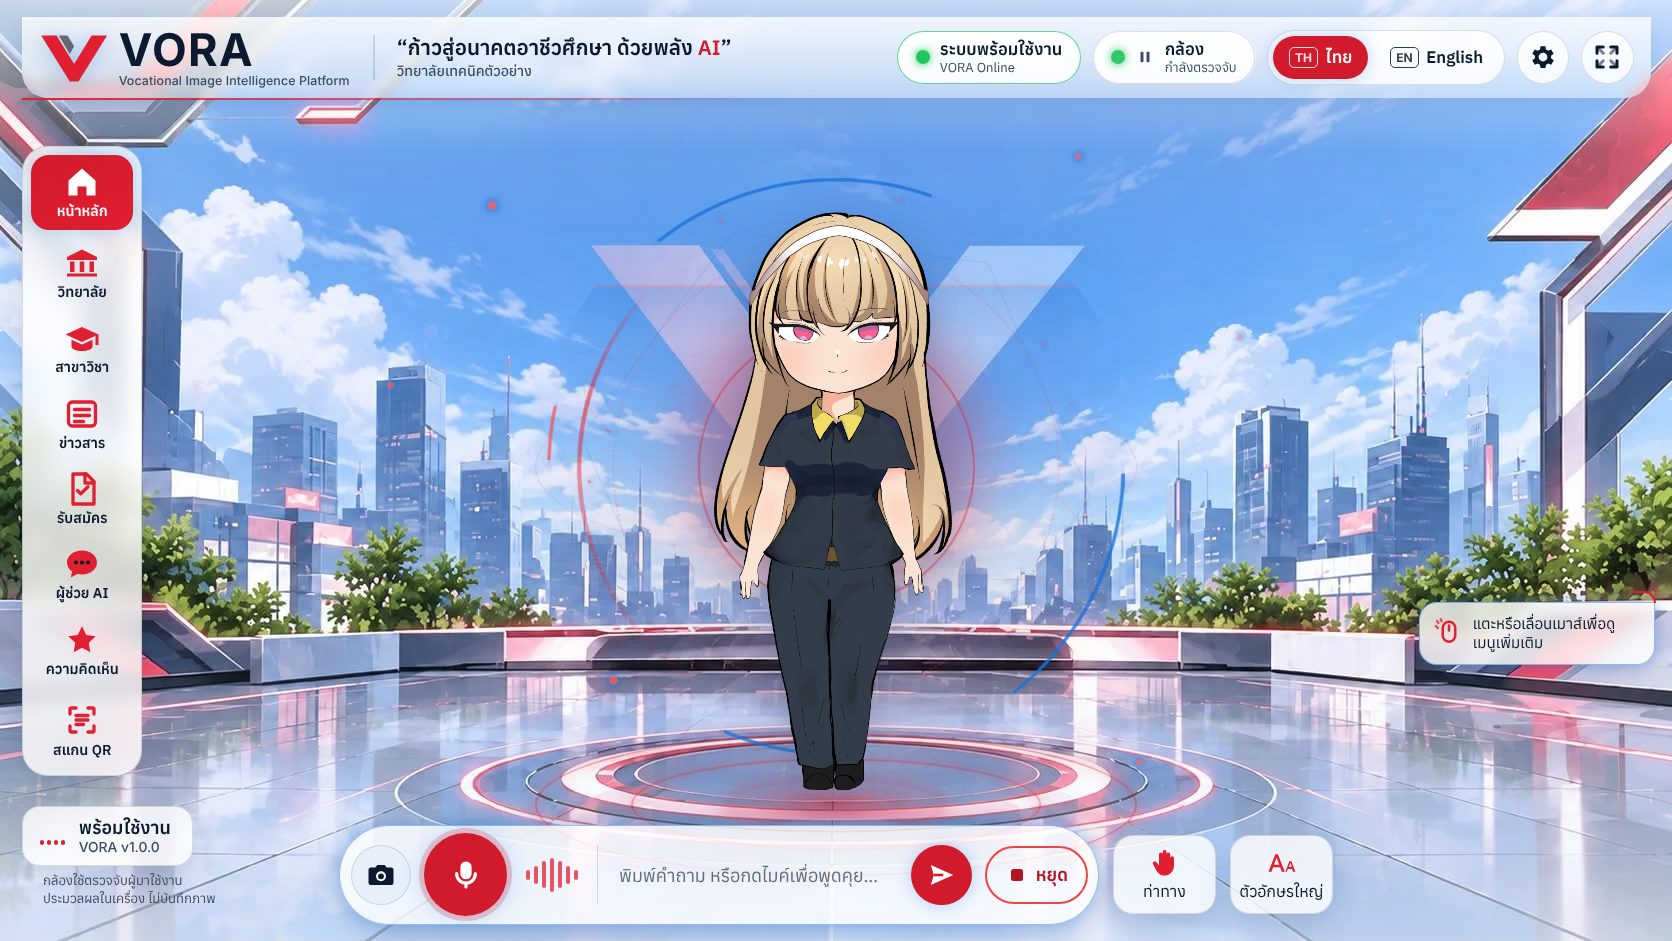 VORA
Vocational Image Intelligence Platform
“ก้าวสู่อนาคตอาชีวศึกษา ด้วยพลัง AI”
วิทยาลัยเทคนิคตัวอย่าง
ระบบพร้อมใช้งาน
VORA Online
กล้อง
กำลังตรวจจับ
TH ไทย
EN English
หน้าหลัก
วิทยาลัย
สาขาวิชา
ข่าวสาร
รับสมัคร
ผู้ช่วย AI
ความคิดเห็น
สแกน QR
แตะหรือเลื่อนเมาส์เพื่อดู
เมนูเพิ่มเติม
พร้อมใช้งาน
VORA v1.0.0
กล้องใช้ตรวจจับผู้มาใช้งาน
ประมวลผลในเครื่อง ไม่บันทึกภาพ
พิมพ์คำถาม หรือกดไมค์เพื่อพูดคุย...
หยุด
ท่าทาง
AA
ตัวอักษรใหญ่